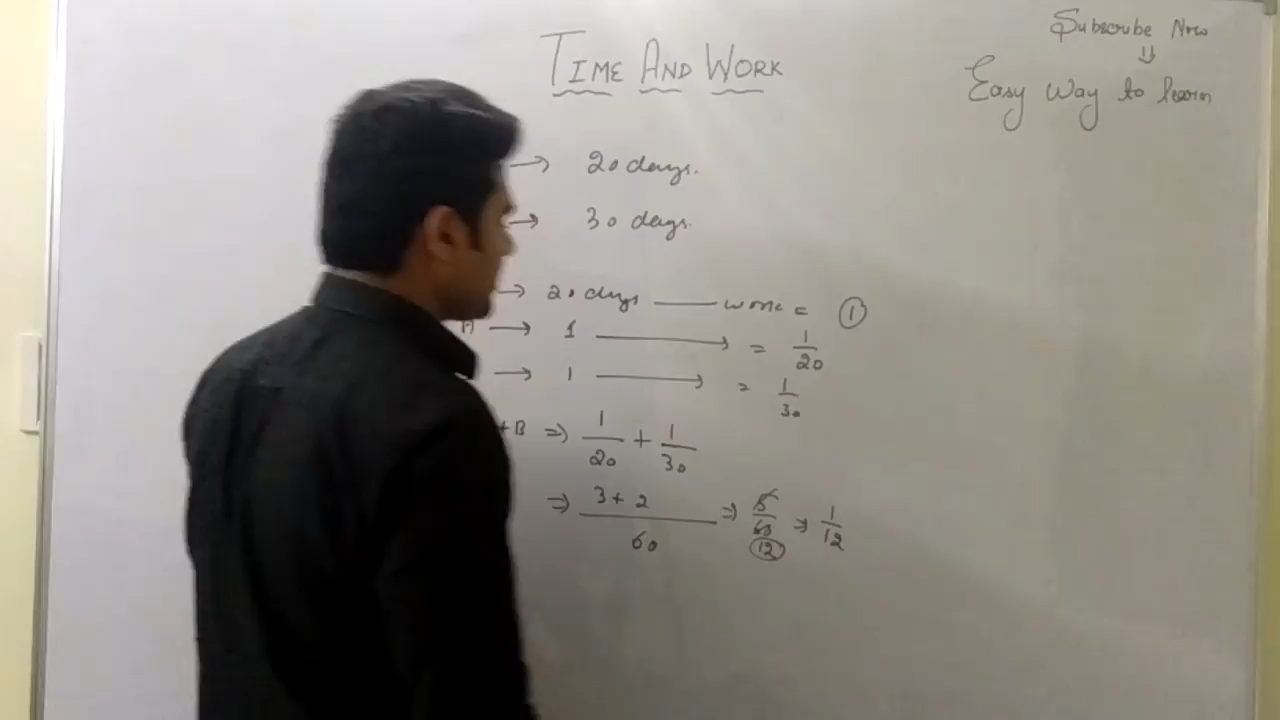 Subscribe Now
⇓
Easy Way to learn
TIME AND WORK
→ 20 days.
→ 30 days.
→ 20 days —— work = 1
A → 1 → = 1/20
→ 1 → = 1/30
+B ⇒ 1/20 + 1/30
⇒ 3+2/60 ⇒ 5/60 12 ⇒ 1/12